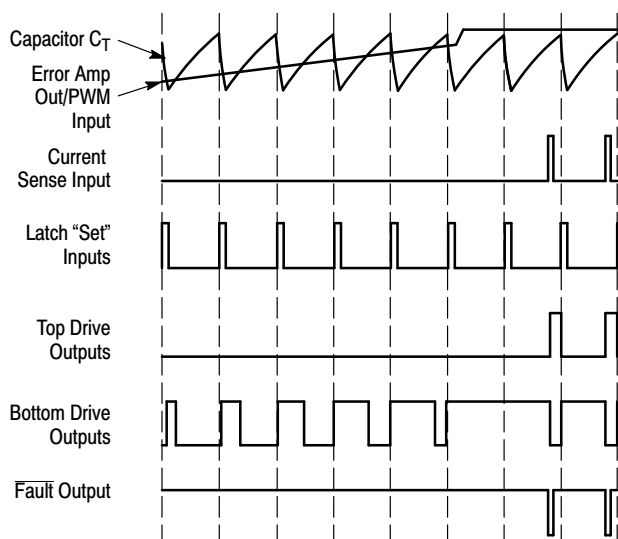 Capacitor CT
Error Amp
Out/PWM
Input
Current
Sense Input
Latch “Set”
Inputs
Top Drive
Outputs
Bottom Drive
Outputs
Fault Output